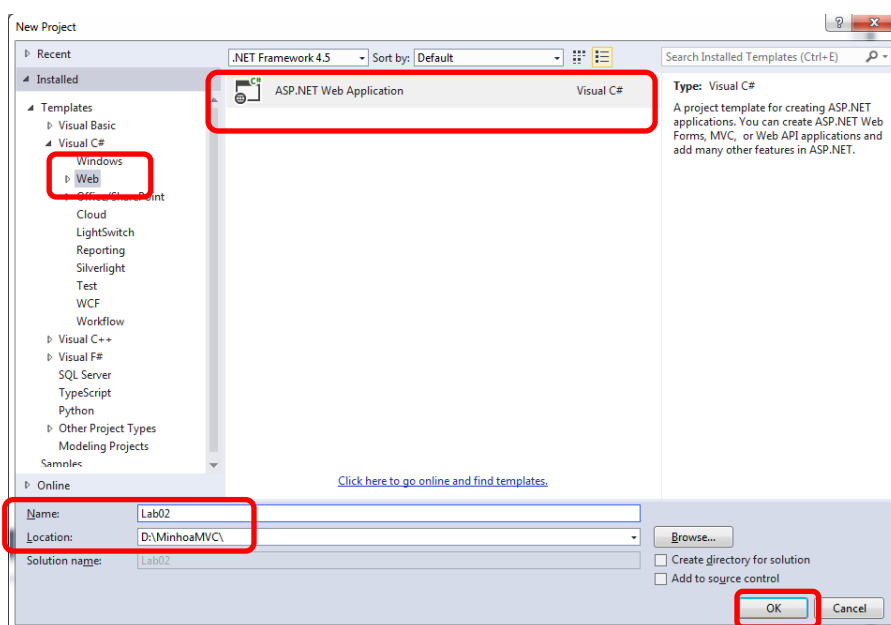 New Project
Recent
.NET Framework 4.5
Sort by: Default
Search Installed Templates (Ctrl+E)
Installed
Templates
Visual Basic
Visual C#
Windows
Web
Office/SharePoint
Cloud
LightSwitch
Reporting
Silverlight
Test
WCF
Workflow
Visual C++
Visual F#
SQL Server
TypeScript
Python
Other Project Types
Modeling Projects
Samples
Online
ASP.NET Web Application Visual C#
Type: Visual C#
A project template for creating ASP.NET
applications. You can create ASP.NET Web
Forms, MVC, or Web API applications and
add many other features in ASP.NET.
Click here to go online and find templates.
Name: Lab02
Location: D:\MinhoaMVC\
Browse...
Solution name: Lab02
Create directory for solution
Add to source control
OK Cancel